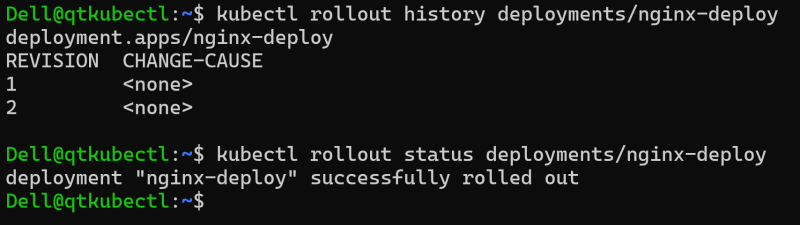 Dell@qtkubectl:~$ kubectl rollout history deployments/nginx-deploy
deployment.apps/nginx-deploy
REVISION  CHANGE-CAUSE
1         <none>
2         <none>

Dell@qtkubectl:~$ kubectl rollout status deployments/nginx-deploy
deployment "nginx-deploy" successfully rolled out
Dell@qtkubectl:~$